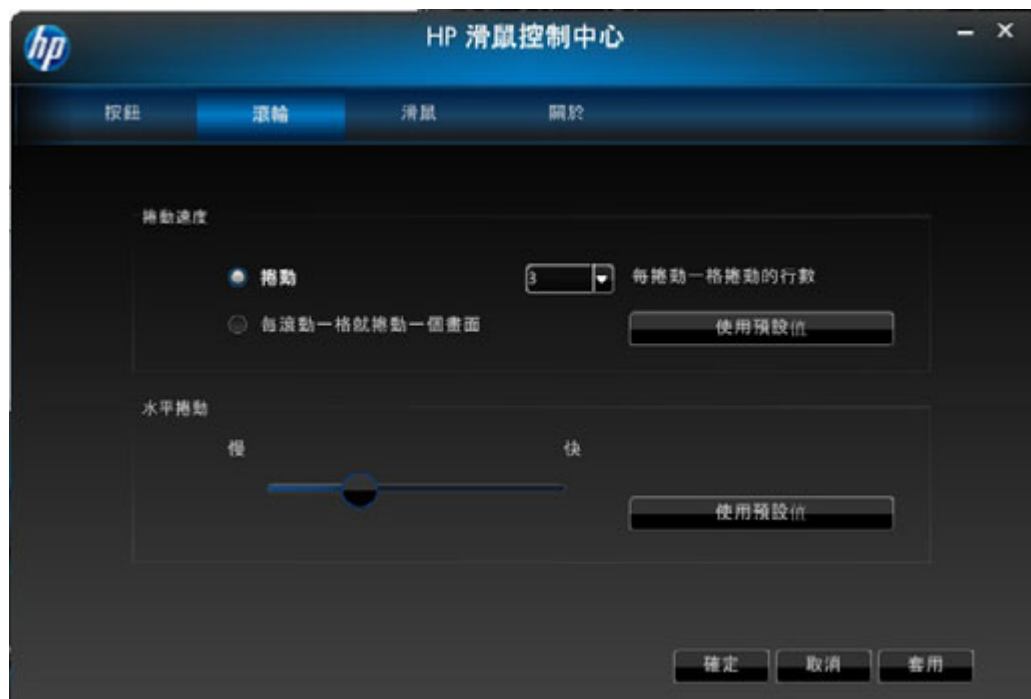 hp
HP 滑鼠控制中心
按鈕 滾輪 滑鼠 關於
捲動速度
捲動 3 每捲動一格捲動的行數
每滾動一格就捲動一個畫面 使用預設值
水平捲動
慢 快
使用預設值
確定 取消 套用